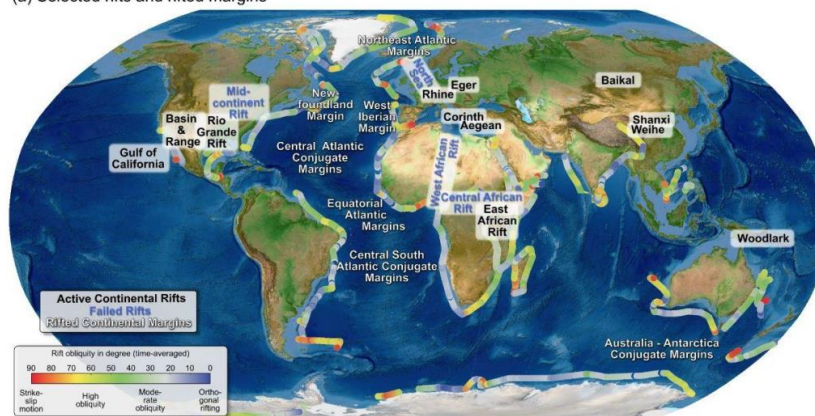 (a) Selected rifts and rifted margins
Northeast Atlantic
Margins
North
Sea
Eger
Rhine
Baikal
Mid-
continent
Rift
New-
foundland
Margin
West
Iberian
Margin
Corinth
Aegean
Shanxi
Weihe
Basin
&
Range
Rio
Grande
Rift
Gulf of
California
Central Atlantic
Conjugate
Margins
West African
Rift
Central African
Rift
East
African
Rift
Equatorial
Atlantic
Margins
Woodlark
Central South
Atlantic Conjugate
Margins
Active Continental Rifts
Failed Rifts
Rifted Continental Margins
Australia - Antarctica
Conjugate Margins
Rift obliquity in degree (time-averaged)
90 80 70 60 50 40 30 20 10 0
Strike-
slip
motion
High
obliquity
Mode-
rate
obliquity
Ortho-
gonal
rifting